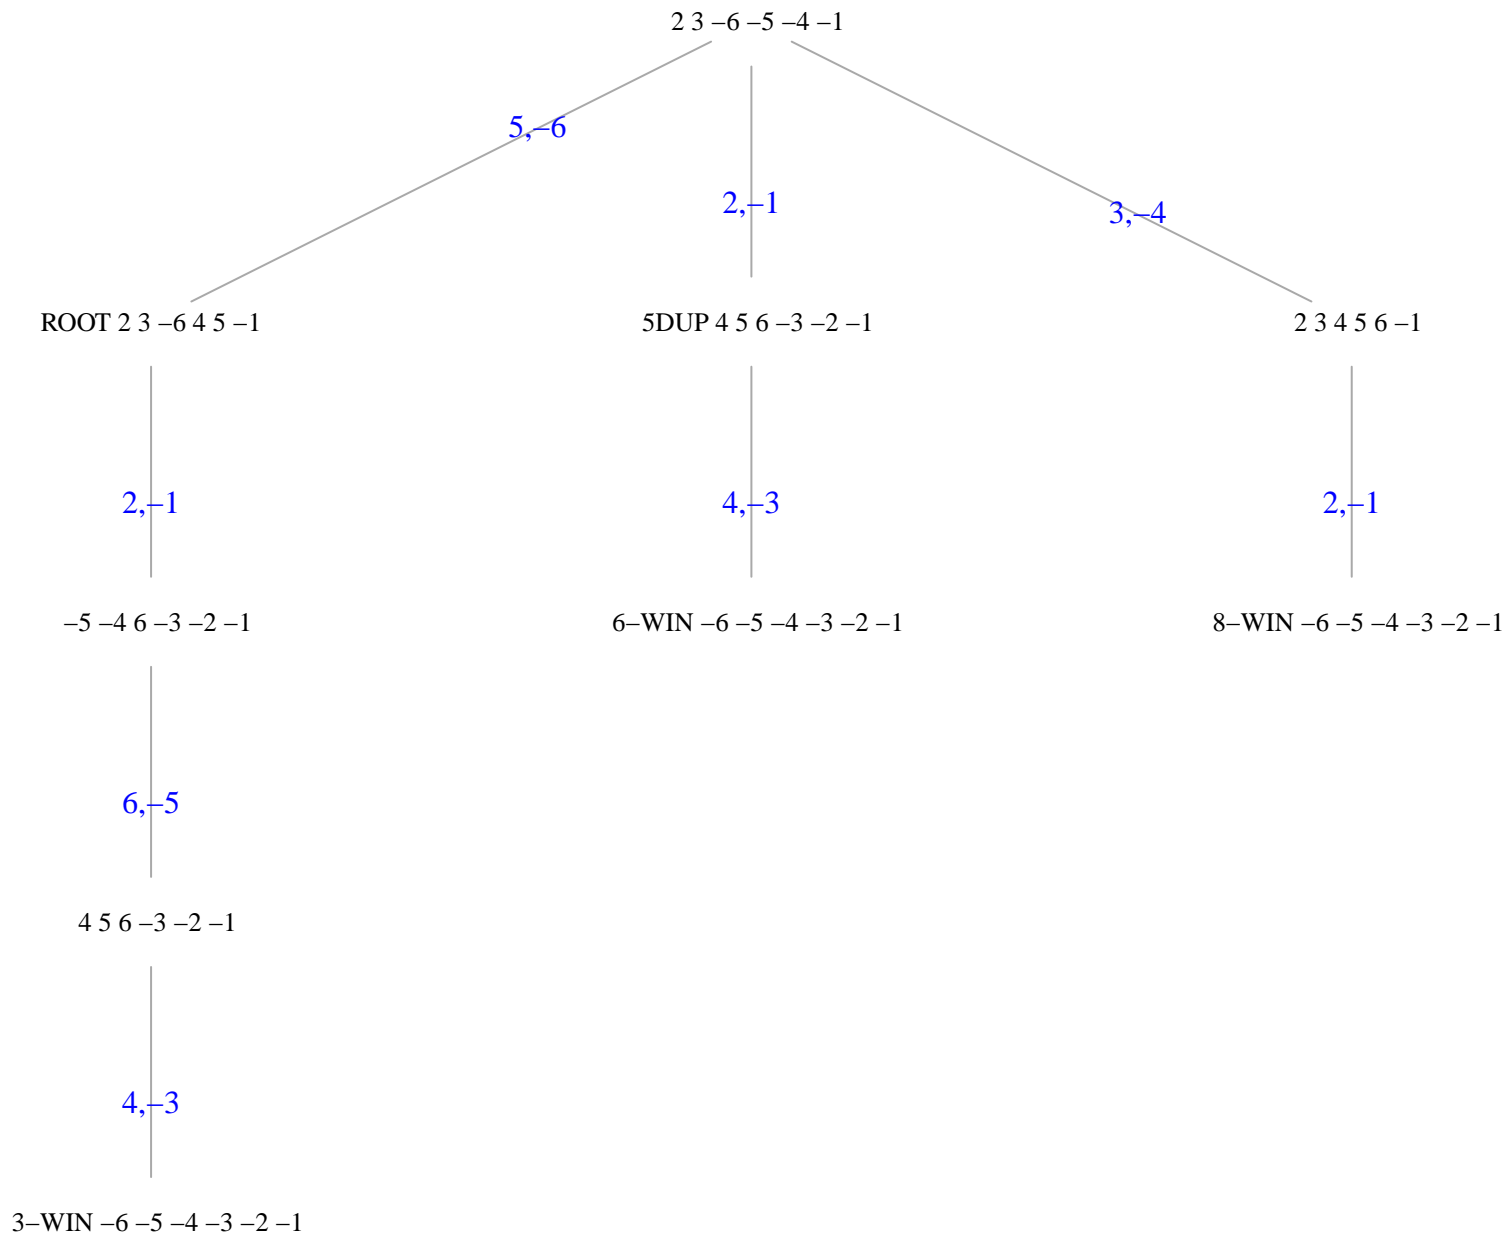 2 3 –6 –5 –4 –1
5,–6
2,–1
3,–4
ROOT 2 3 –6 4 5 –1
5DUP 4 5 6 –3 –2 –1
2 3 4 5 6 –1
2,–1
4,–3
2,–1
–5 –4 6 –3 –2 –1
6–WIN –6 –5 –4 –3 –2 –1
8–WIN –6 –5 –4 –3 –2 –1
6,–5
4 5 6 –3 –2 –1
4,–3
3–WIN –6 –5 –4 –3 –2 –1